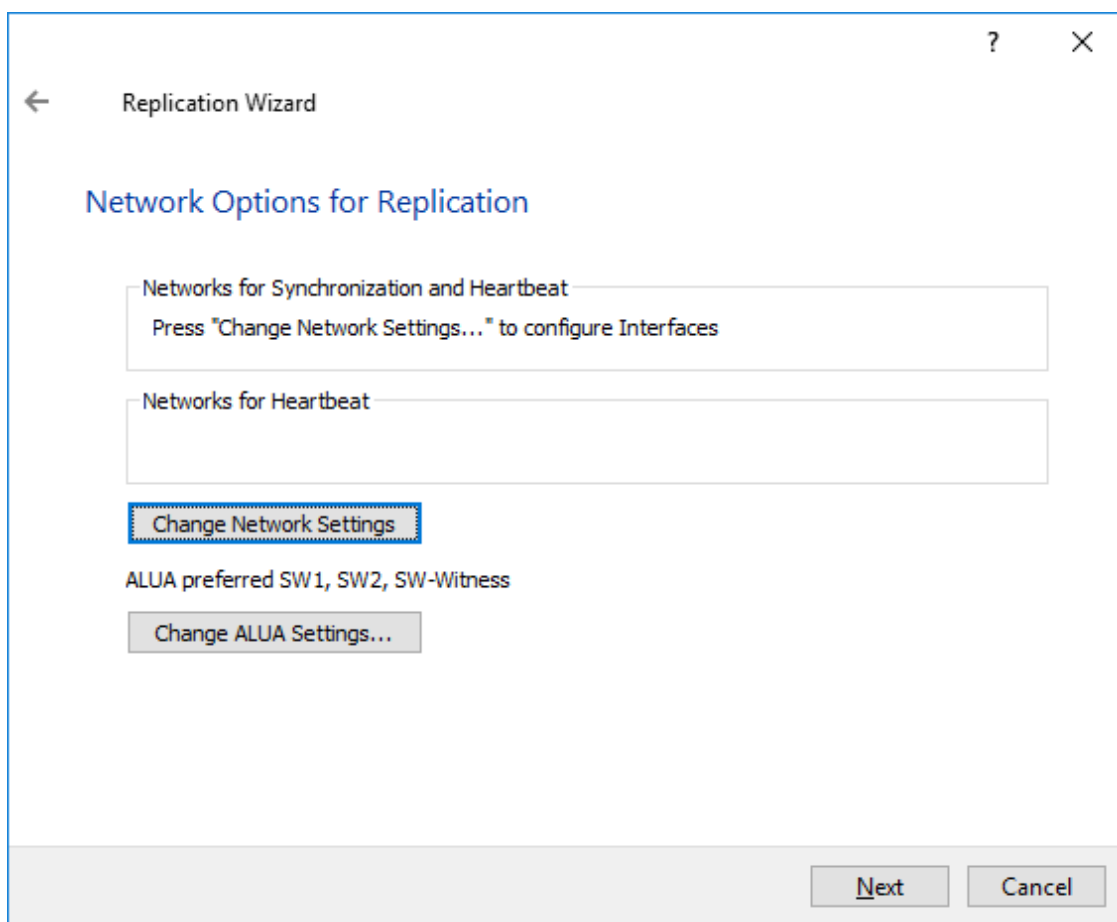 ?
Replication Wizard
Network Options for Replication
Networks for Synchronization and Heartbeat
Press "Change Network Settings..." to configure Interfaces
Networks for Heartbeat
Change Network Settings
ALUA preferred SW1, SW2, SW-Witness
Change ALUA Settings...
Next
Cancel